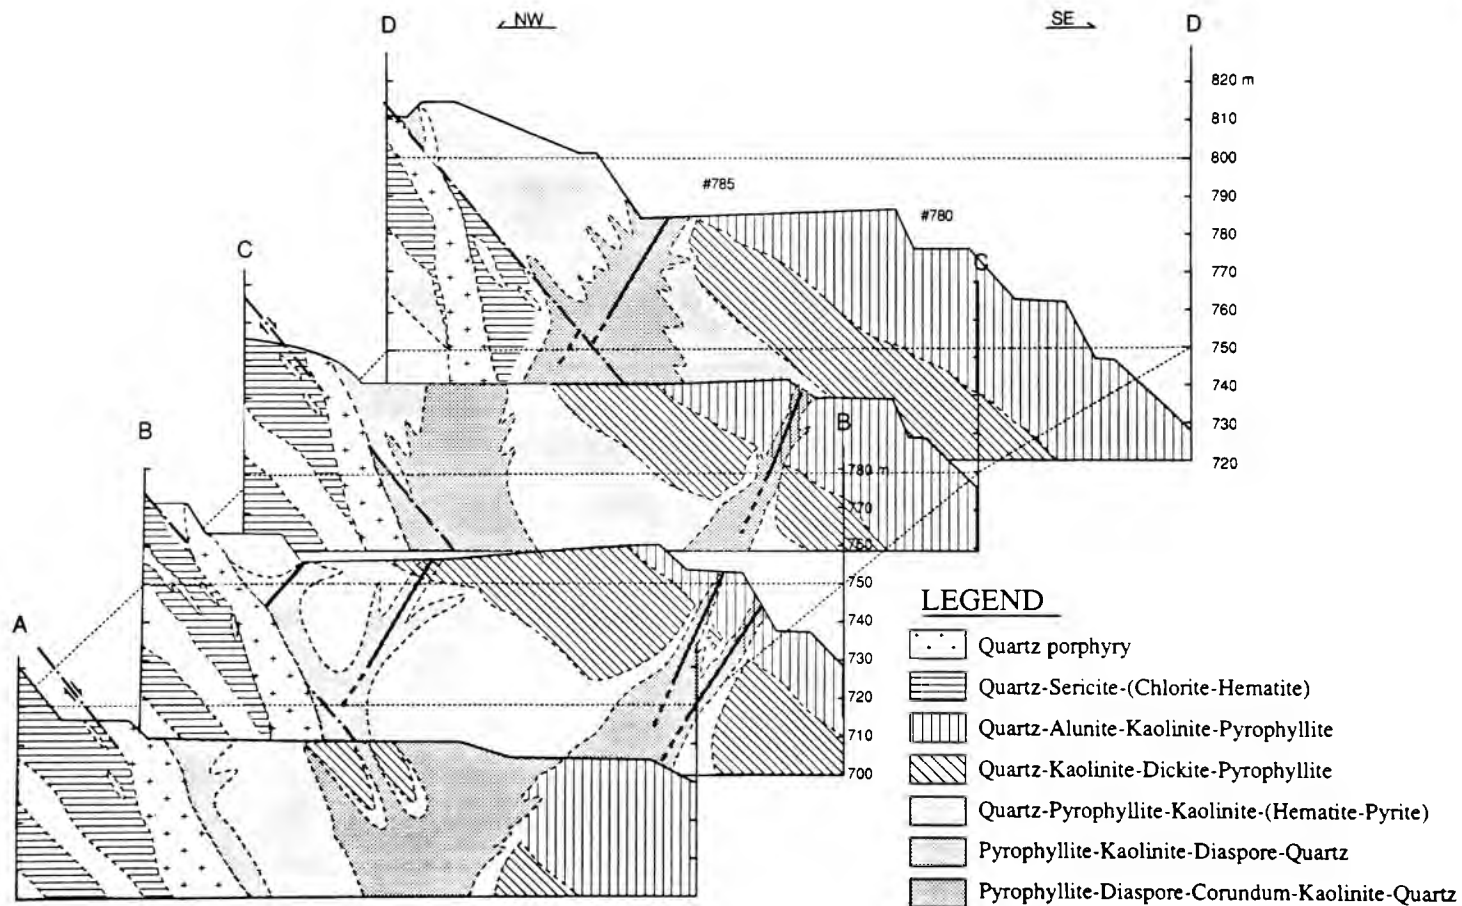 D
NW
SE
D
820 m
810
800
#785
790
#780
780
C
C
770
760
750
740
B
B
730
780 m
720
770
760
LEGEND
750
A
740
Quartz porphyry
730
Quartz-Sericite-(Chlorite-Hematite)
720
Quartz-Alunite-Kaolinite-Pyrophyllite
710
Quartz-Kaolinite-Dickite-Pyrophyllite
700
Quartz-Pyrophyllite-Kaolinite-(Hematite-Pyrite)
Pyrophyllite-Kaolinite-Diaspore-Quartz
Pyrophyllite-Diaspore-Corundum-Kaolinite-Quartz